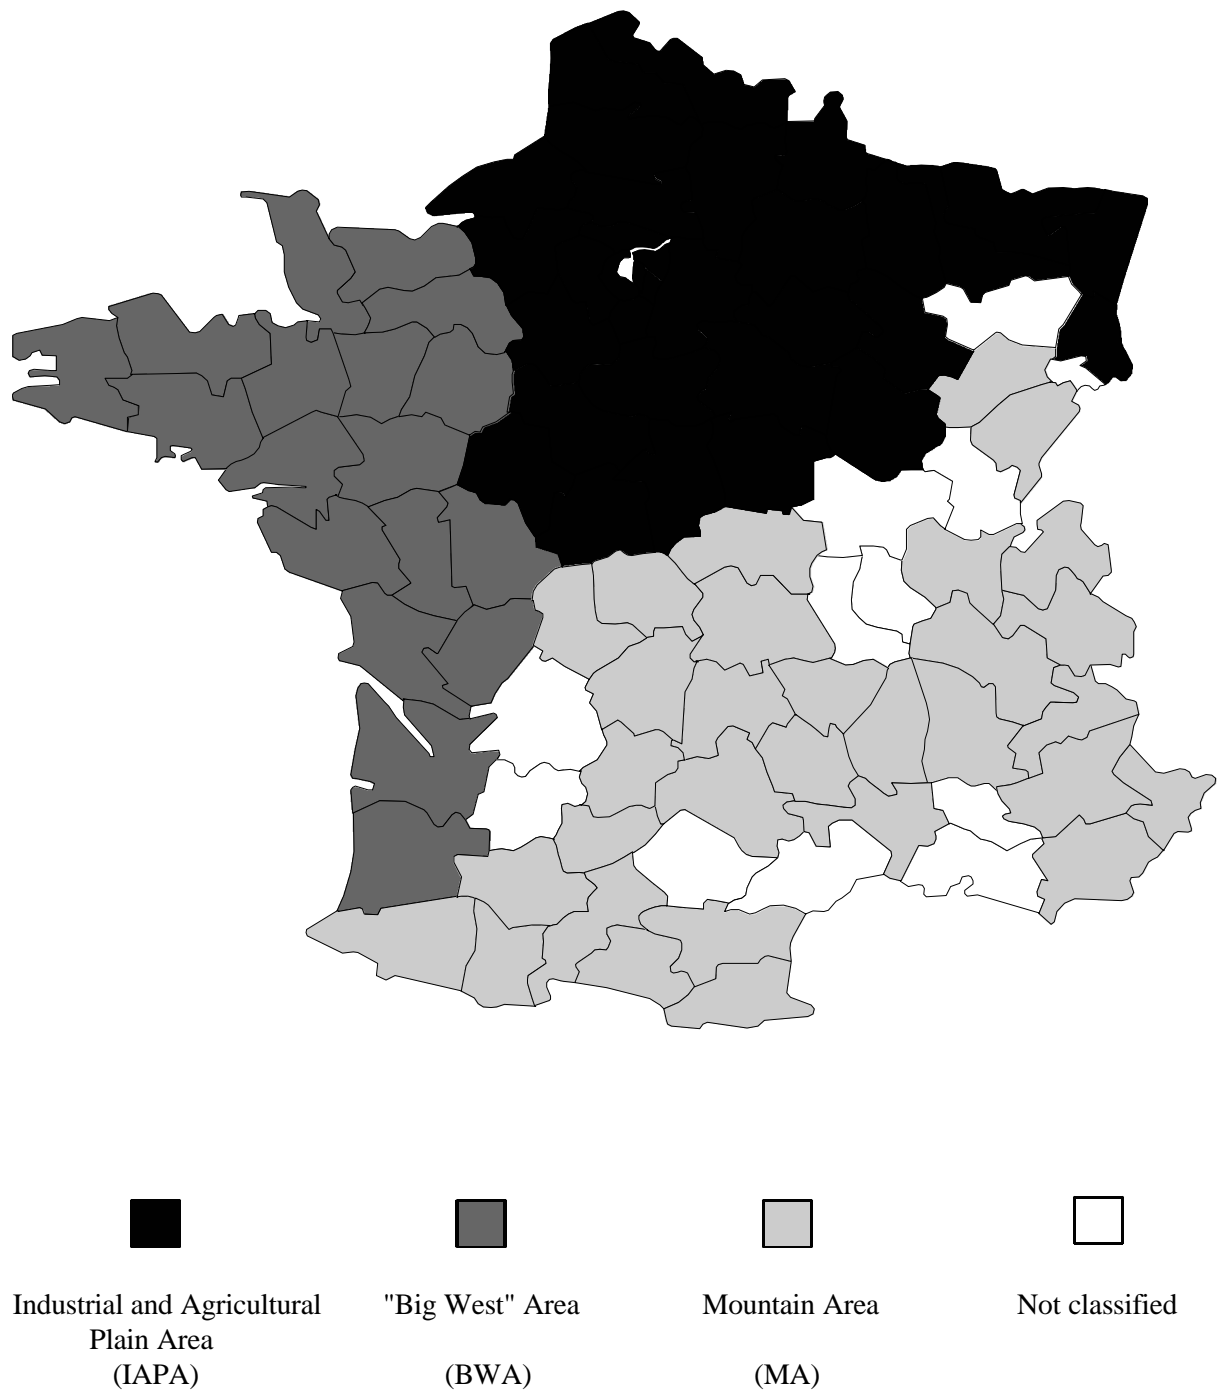 Industrial and Agricultural
Plain Area
(IAPA)
"Big West" Area
(BWA)
Mountain Area
(MA)
Not classified